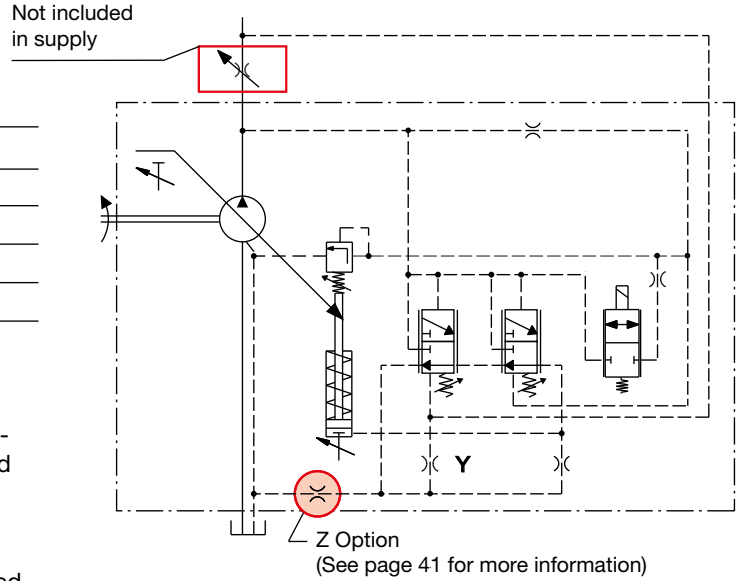 Not included
in supply
-
d
Y
Z Option
(See page 41 for more information)